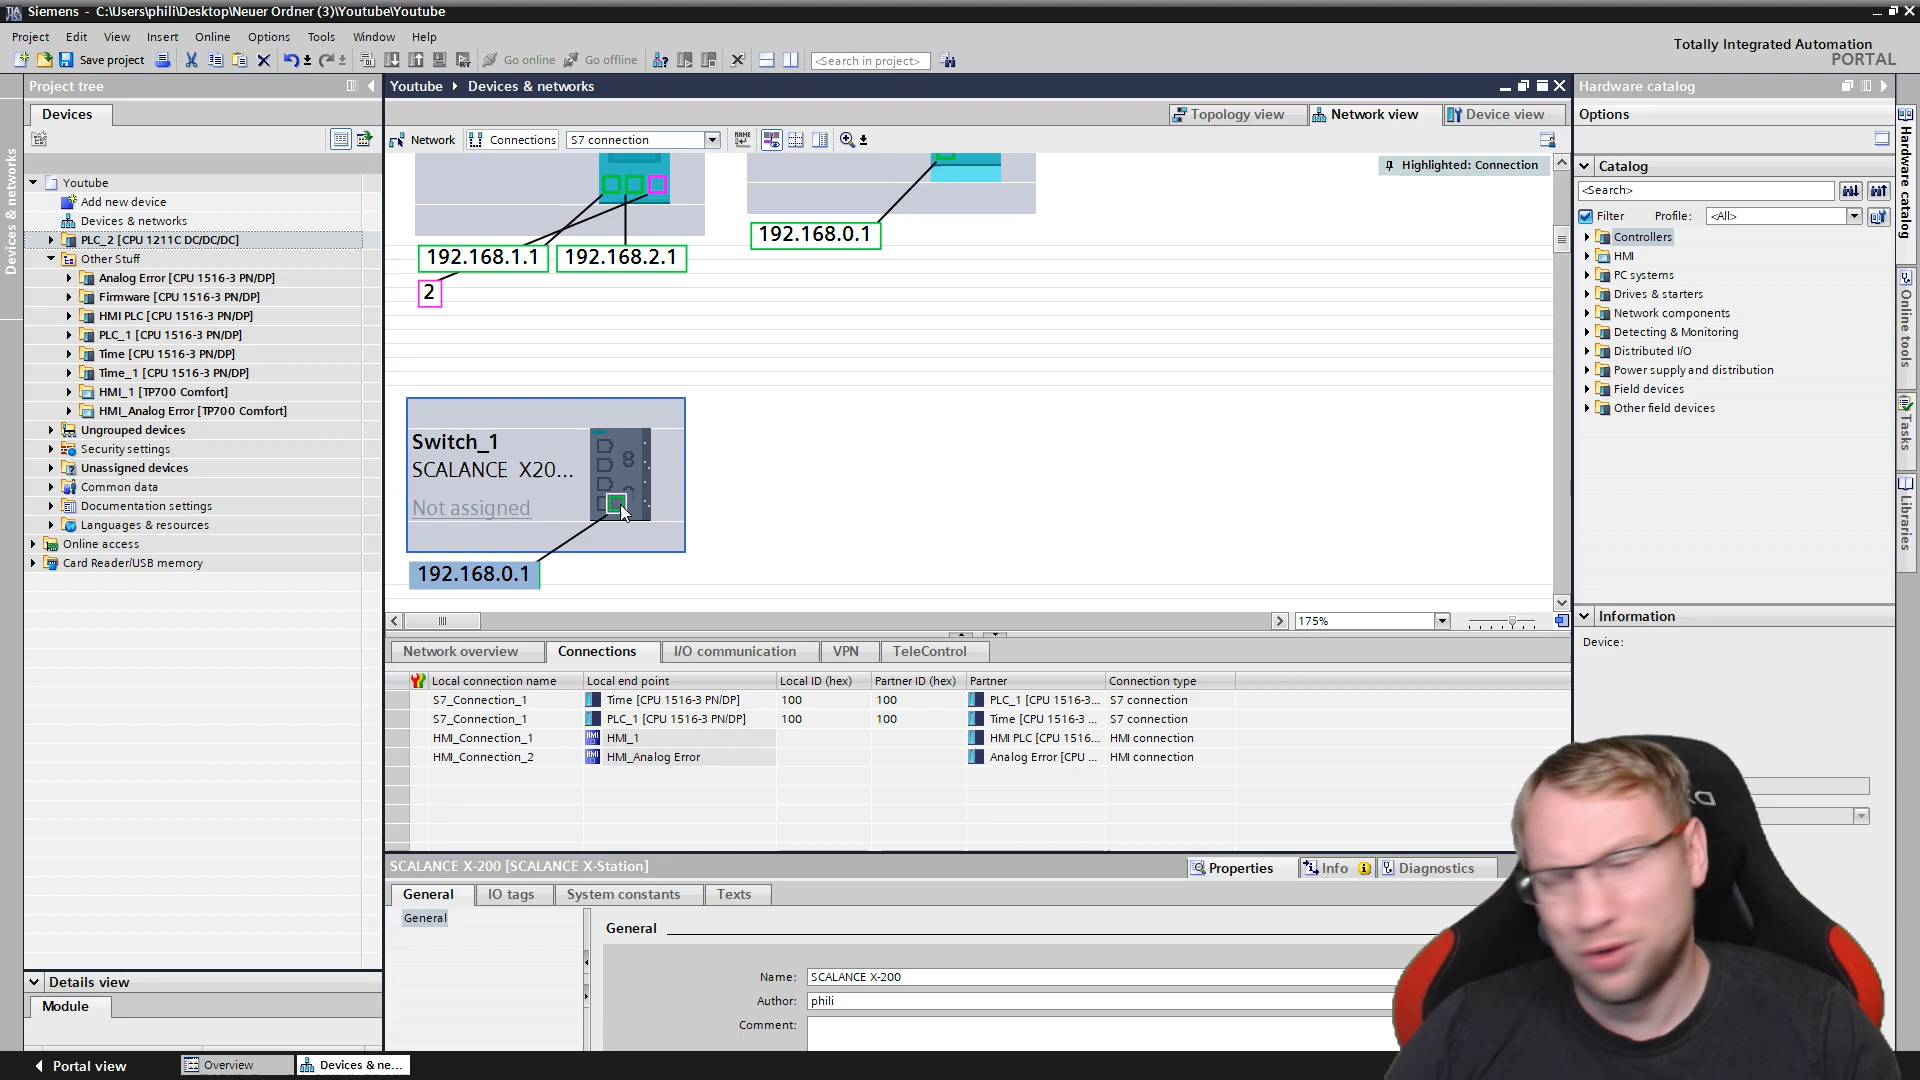 Siemens - C:\Users\phili\Desktop\Neuer Ordner (3)\Youtube\Youtube
Project Edit View Insert Online Options Tools Window Help
Totally Integrated Automation
PORTAL
Save project
Go online
Go offline
<Search in project>
Project tree
Youtube
Devices & networks
Hardware catalog
Devices
Options
Topology view
Network view
Device view
Network
Connections
S7 connection
Highlighted: Connection
Devices & networks
Youtube
Add new device
Devices & networks
PLC_2 [CPU 1211C DC/DC/DC]
Other Stuff
Analog Error [CPU 1516-3 PN/DP]
Firmware [CPU 1516-3 PN/DP]
HMI PLC [CPU 1516-3 PN/DP]
PLC_1 [CPU 1516-3 PN/DP]
Time [CPU 1516-3 PN/DP]
Time_1 [CPU 1516-3 PN/DP]
HMI_1 [TP700 Comfort]
HMI_Analog Error [TP700 Comfort]
Ungrouped devices
Security settings
Unassigned devices
Common data
Documentation settings
Languages & resources
Online access
Card Reader/USB memory
192.168.0.1
192.168.1.1
192.168.2.1
2
Switch_1
SCALANCE X20...
Not assigned
192.168.0.1
175%
Catalog
<Search>
Filter
Profile:
<All>
Controllers
HMI
PC systems
Drives & starters
Network components
Detecting & Monitoring
Distributed I/O
Power supply and distribution
Field devices
Other field devices
Information
Device:
Hardware catalog
Online tools
Tasks
Libraries
Network overview
Connections
I/O communication
VPN
TeleControl
Local connection name
Local end point
Local ID (hex)
Partner ID (hex)
Partner
Connection type
S7_Connection_1 Time [CPU 1516-3 PN/DP] 100 100 PLC_1 [CPU 1516-3... S7 connection
S7_Connection_1 PLC_1 [CPU 1516-3 PN/DP] 100 100 Time [CPU 1516-3 ... S7 connection
HMI_Connection_1 HMI_1 HMI PLC [CPU 1516... HMI connection
HMI_Connection_2 HMI_Analog Error Analog Error [CPU ... HMI connection
SCALANCE X-200 [SCALANCE X-Station]
Properties
Info
Diagnostics
General
IO tags
System constants
Texts
General
General
Name:
SCALANCE X-200
Author:
phili
Comment:
Details view
Module
Portal view
Overview
Devices & ne...